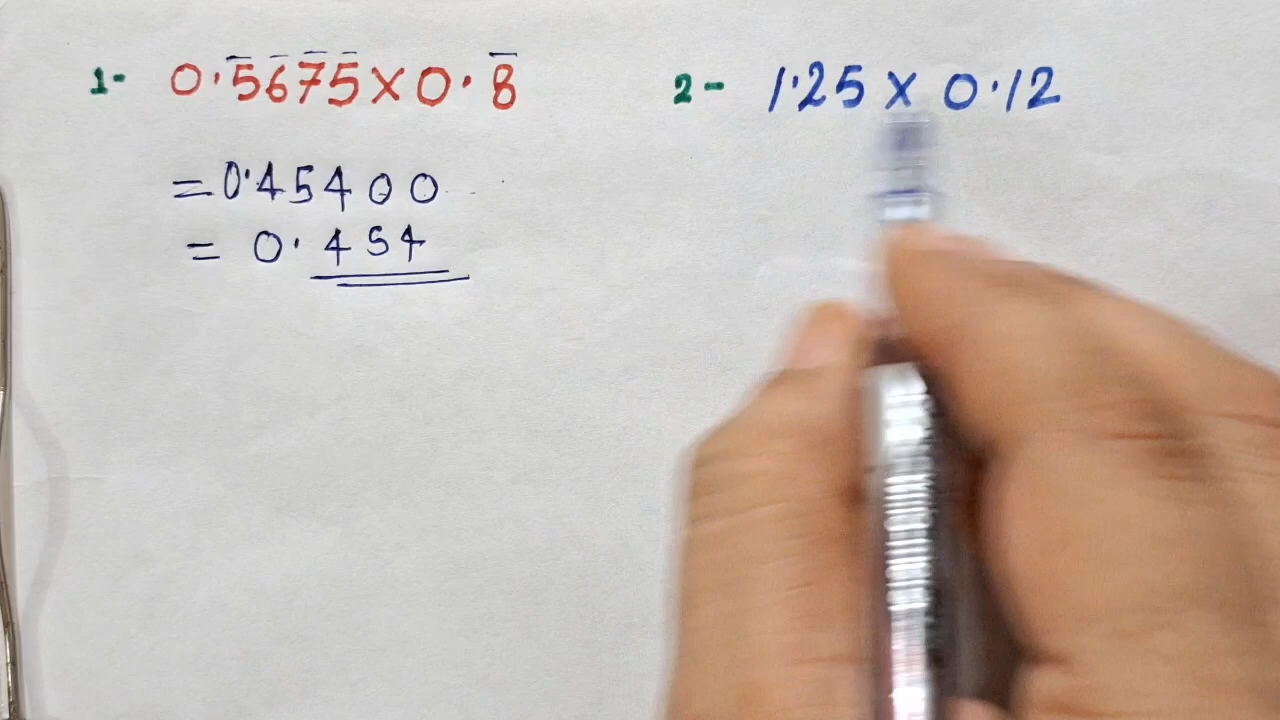 1- 0.5675 x 0.8
= 0.45400
= 0.454
2- 1.25 x 0.12